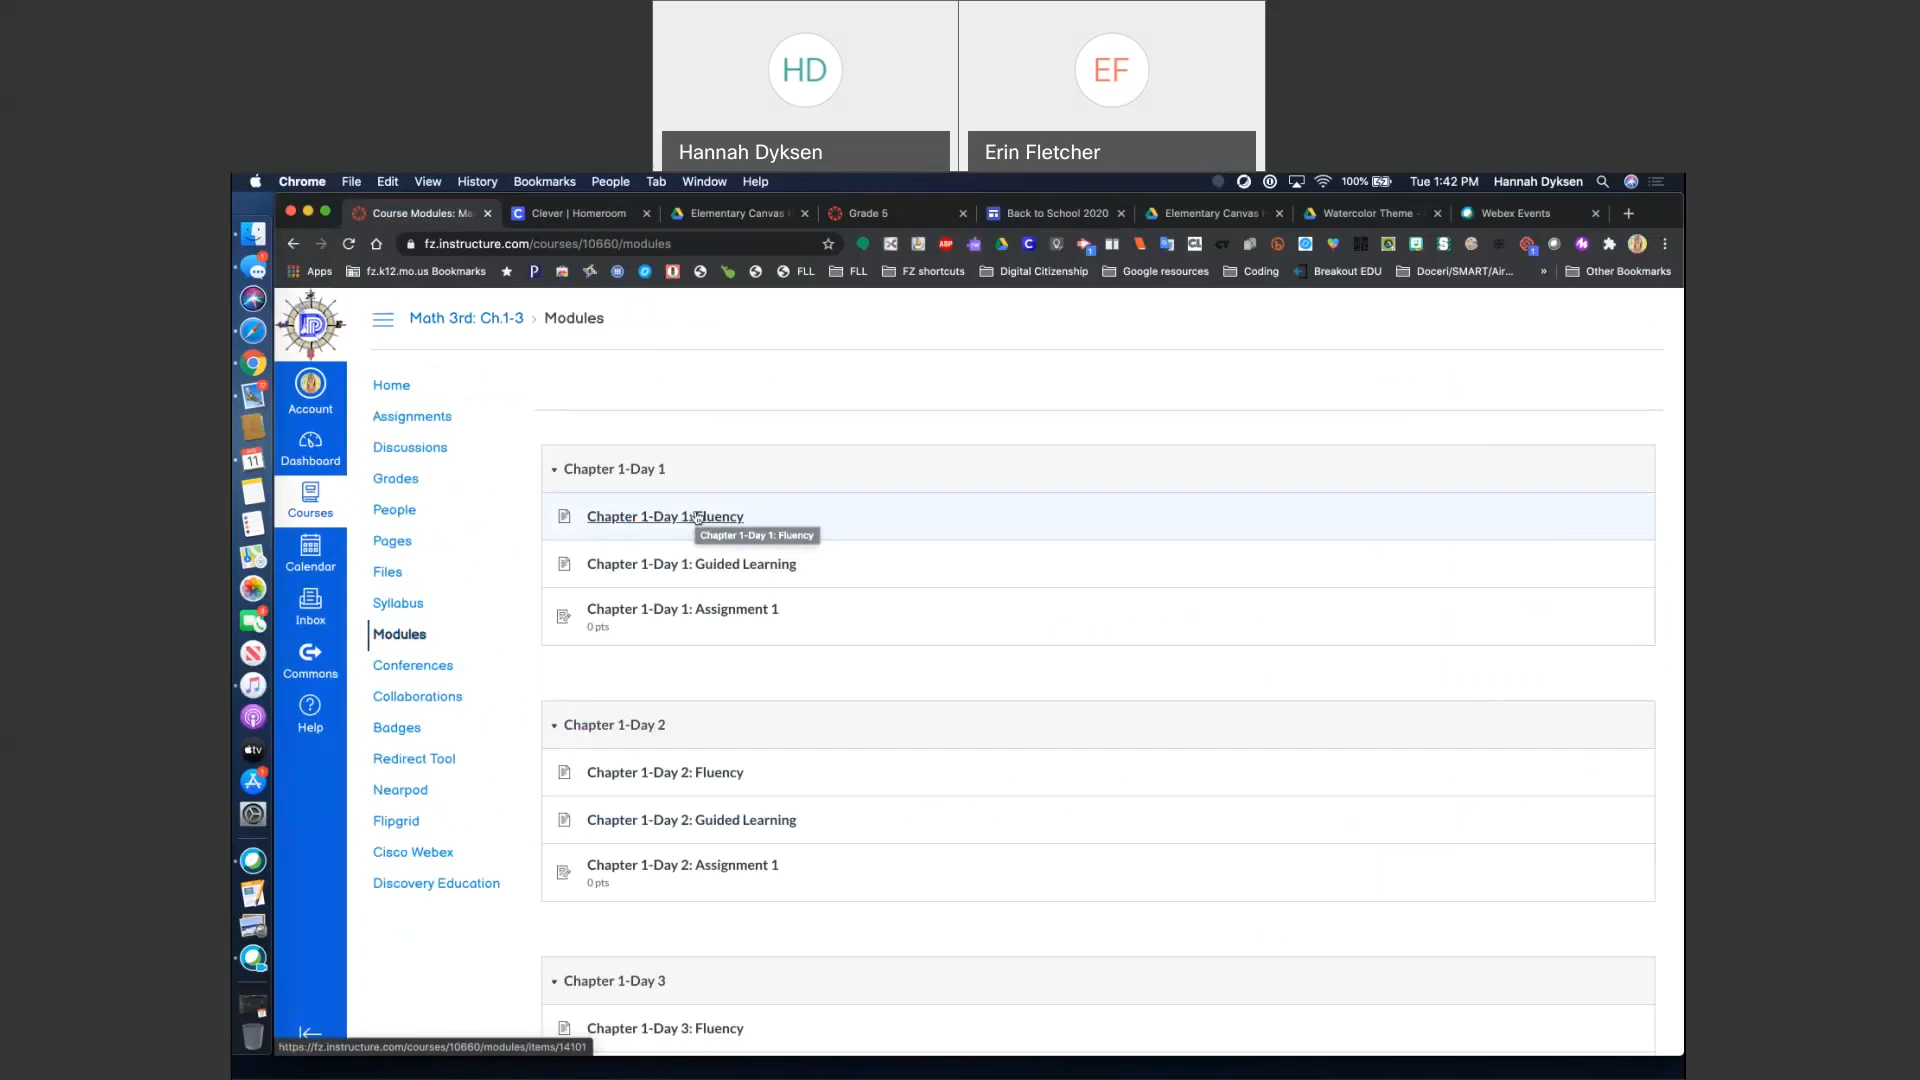 HD
EF
Hannah Dyksen
Erin Fletcher
Chrome File Edit View History Bookmarks People Tab Window Help
100% Tue 1:42 PM Hannah Dyksen
Course Modules: Ma
Clever | Homeroom
Elementary Canvas
Grade 5
Back to School 2020
Elementary Canvas
Watercolor Theme -
Webex Events
fz.instructure.com/courses/10660/modules
ABP
Apps
fz.k12.mo.us Bookmarks
FLL
FLL
FZ shortcuts
Digital Citizenship
Google resources
Coding
Breakout EDU
Doceri/SMART/Air...
»
Other Bookmarks
Math 3rd: Ch.1-3 › Modules
Account
Dashboard
Courses
Calendar
Inbox
Commons
Help
Home
Assignments
Discussions
Grades
People
Pages
Files
Syllabus
Modules
Conferences
Collaborations
Badges
Redirect Tool
Nearpod
Flipgrid
Cisco Webex
Discovery Education
Chapter 1-Day 1
Chapter 1-Day 1: Fluency
Chapter 1-Day 1: Fluency
Chapter 1-Day 1: Guided Learning
Chapter 1-Day 1: Assignment 1
0 pts
Chapter 1-Day 2
Chapter 1-Day 2: Fluency
Chapter 1-Day 2: Guided Learning
Chapter 1-Day 2: Assignment 1
0 pts
Chapter 1-Day 3
Chapter 1-Day 3: Fluency
11
tv
https://fz.instructure.com/courses/10660/modules/items/14101